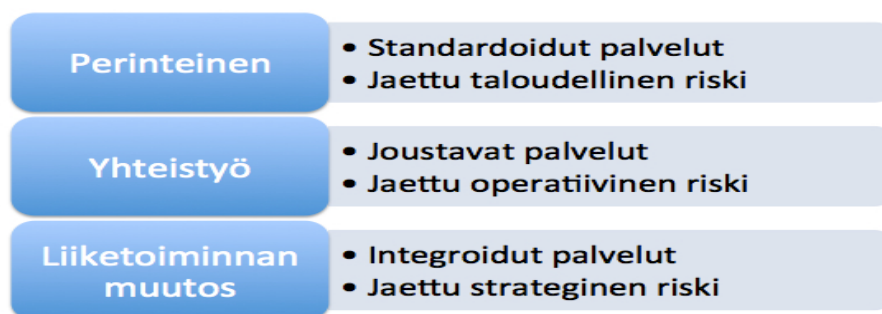 Perinteinen
• Standardoidut palvelut
• Jaettu taloudellinen riski
Yhteistyö
• Joustavat palvelut
• Jaettu operatiivinen riski
Liiketoiminnan
muutos
• Integroidut palvelut
• Jaettu strateginen riski